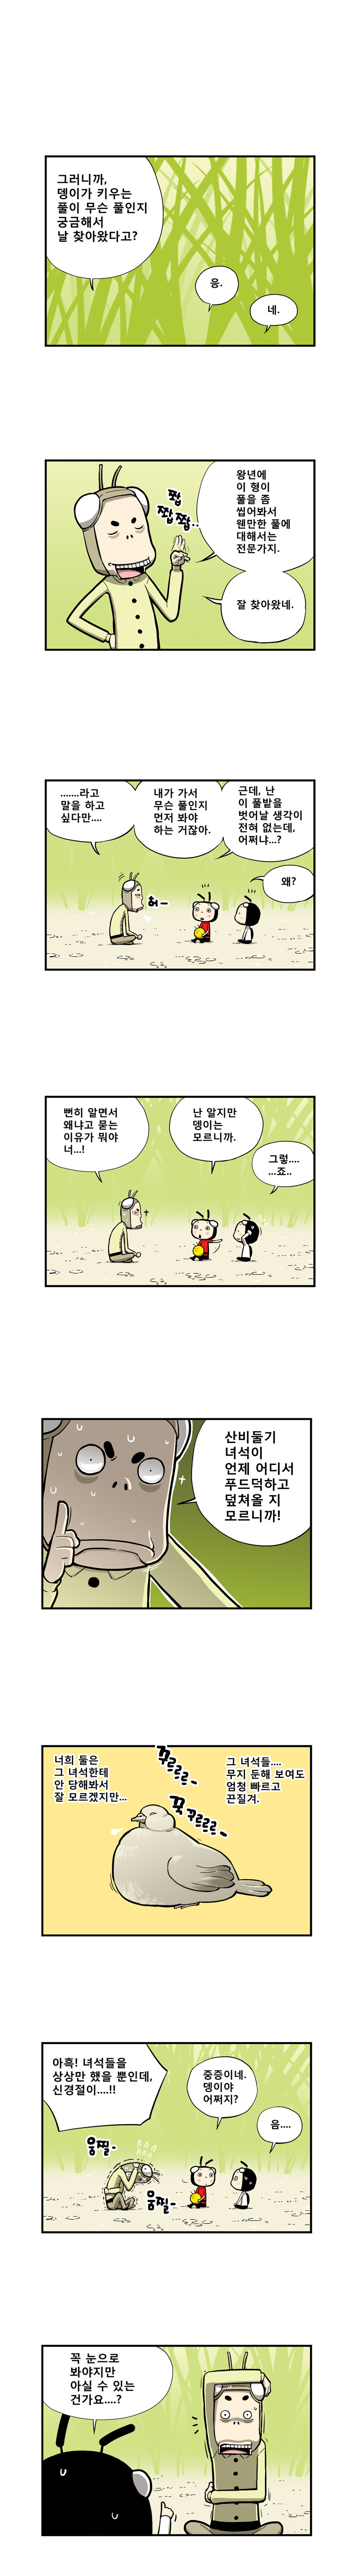 그러니까,
뎅이가 키우는
풀이 무슨 풀인지
궁금해서
날 찾아왔다고?
응.
네.
쫩
쫩쫩..
왕년에
이 형이
풀을 좀
씹어봐서
웬만한 풀에
대해서는
전문가지.
잘 찾아왔네.
.......라고
말을 하고
싶다만....
내가 가서
무슨 풀인지
먼저 봐야
하는 거잖아.
근데, 난
이 풀밭을
벗어날 생각이
전혀 없는데,
어쩌냐...?
허-
왜?
뻔히 알면서
왜냐고 묻는
이유가 뭐야
너...!
난 알지만
뎅이는
모르니까.
그렇....
...죠..
산비둘기
녀석이
언제 어디서
푸드덕하고
덮쳐올 지
모르니까!
너희 둘은
그 녀석한테
안 당해봐서
잘 모르겠지만...
꾸르르르-
꾹꾸르르르-
그 녀석들....
무지 둔해 보여도
엄청 빠르고
끈질겨.
아흑! 녀석들을
상상만 했을 뿐인데,
신경절이....!!
중증이네.
뎅이야
어쩌지?
음....
움찔-
움찔-
꼭 눈으로
봐야지만
아실 수 있는
건가요....?